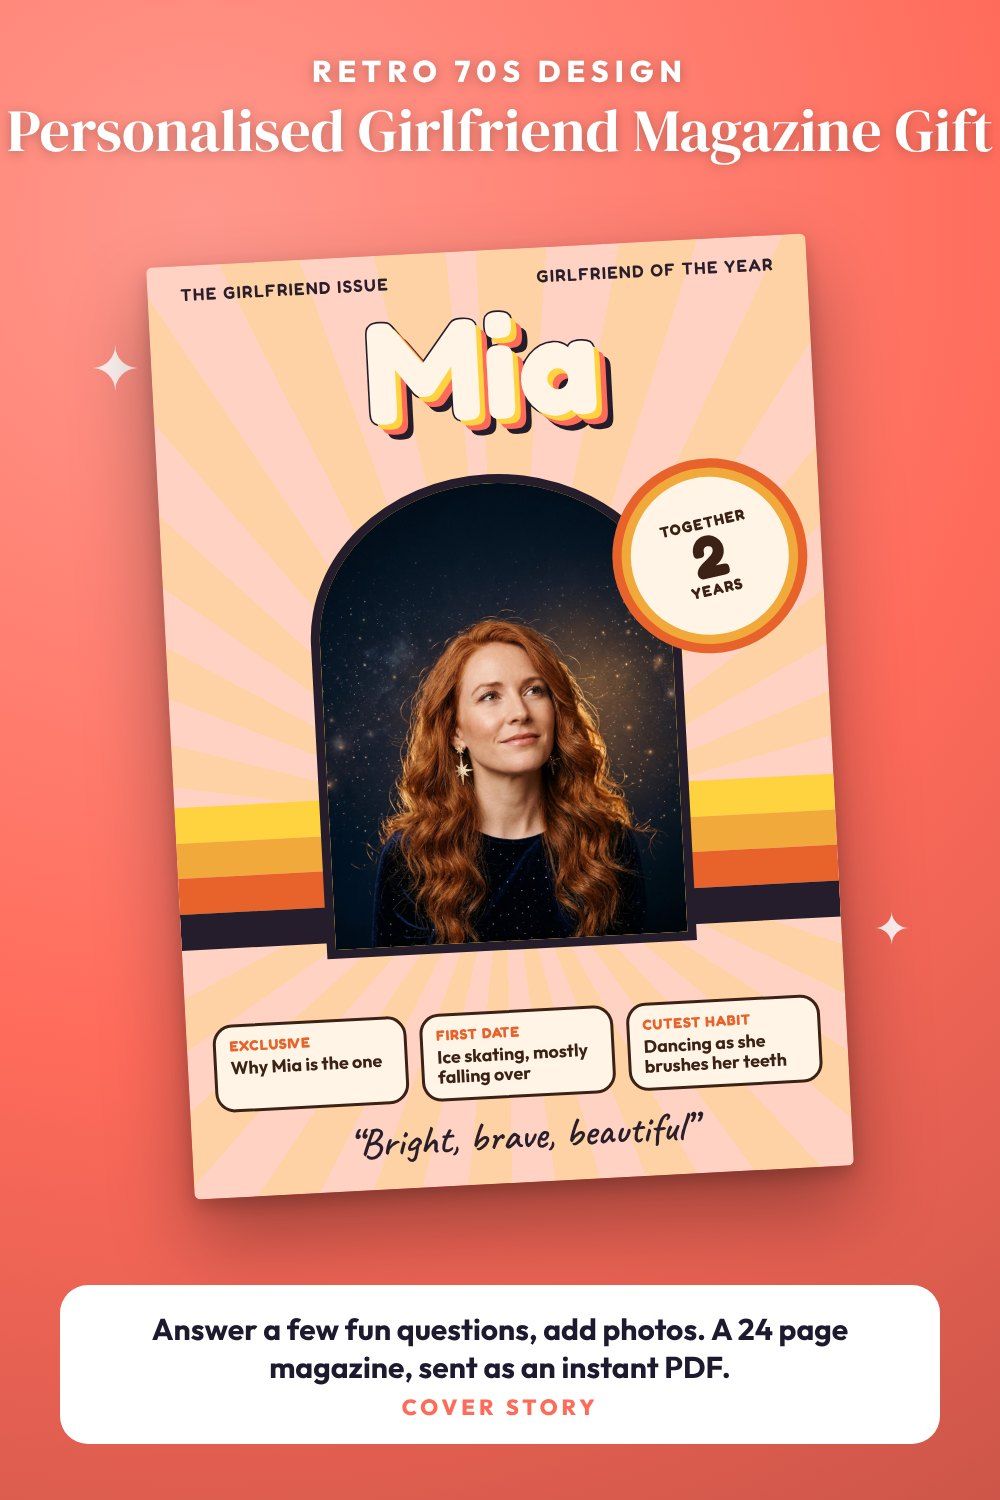 RETRO 70S DESIGN
Personalised Girlfriend Magazine Gift
THE GIRLFRIEND ISSUE
GIRLFRIEND OF THE YEAR
Mia
TOGETHER
2
YEARS
EXCLUSIVE
Why Mia is the one
FIRST DATE
Ice skating, mostly
falling over
CUTEST HABIT
Dancing as she
brushes her teeth
“Bright, brave, beautiful”
Answer a few fun questions, add photos. A 24 page
magazine, sent as an instant PDF.
COVER STORY